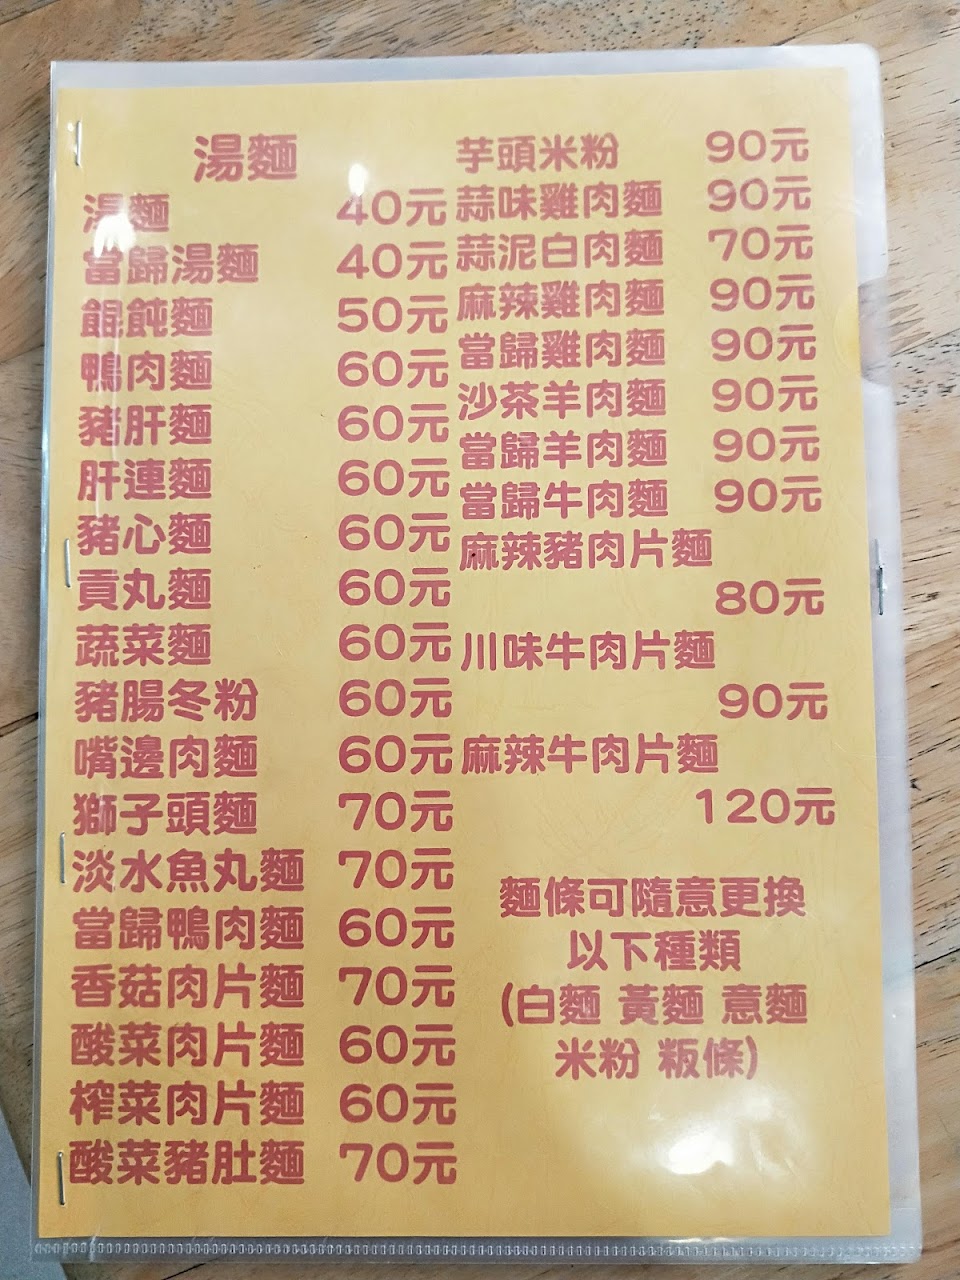 湯麵
湯麵 40元
當歸湯麵 40元
餛飩麵 50元
鴨肉麵 60元
豬肝麵 60元
肝連麵 60元
豬心麵 60元
貢丸麵 60元
蔬菜麵 60元
豬腸冬粉 60元
嘴邊肉麵 60元
獅子頭麵 70元
淡水魚丸麵 70元
當歸鴨肉麵 60元
香菇肉片麵 70元
酸菜肉片麵 60元
榨菜肉片麵 60元
酸菜豬肚麵 70元
芋頭米粉 90元
蒜味雞肉麵 90元
蒜泥白肉麵 70元
麻辣雞肉麵 90元
當歸雞肉麵 90元
沙茶羊肉麵 90元
當歸羊肉麵 90元
當歸牛肉麵 90元
麻辣豬肉片麵
80元
川味牛肉片麵
90元
麻辣牛肉片麵
120元
麵條可隨意更換
以下種類
(白麵 黃麵 意麵
米粉 粄條)